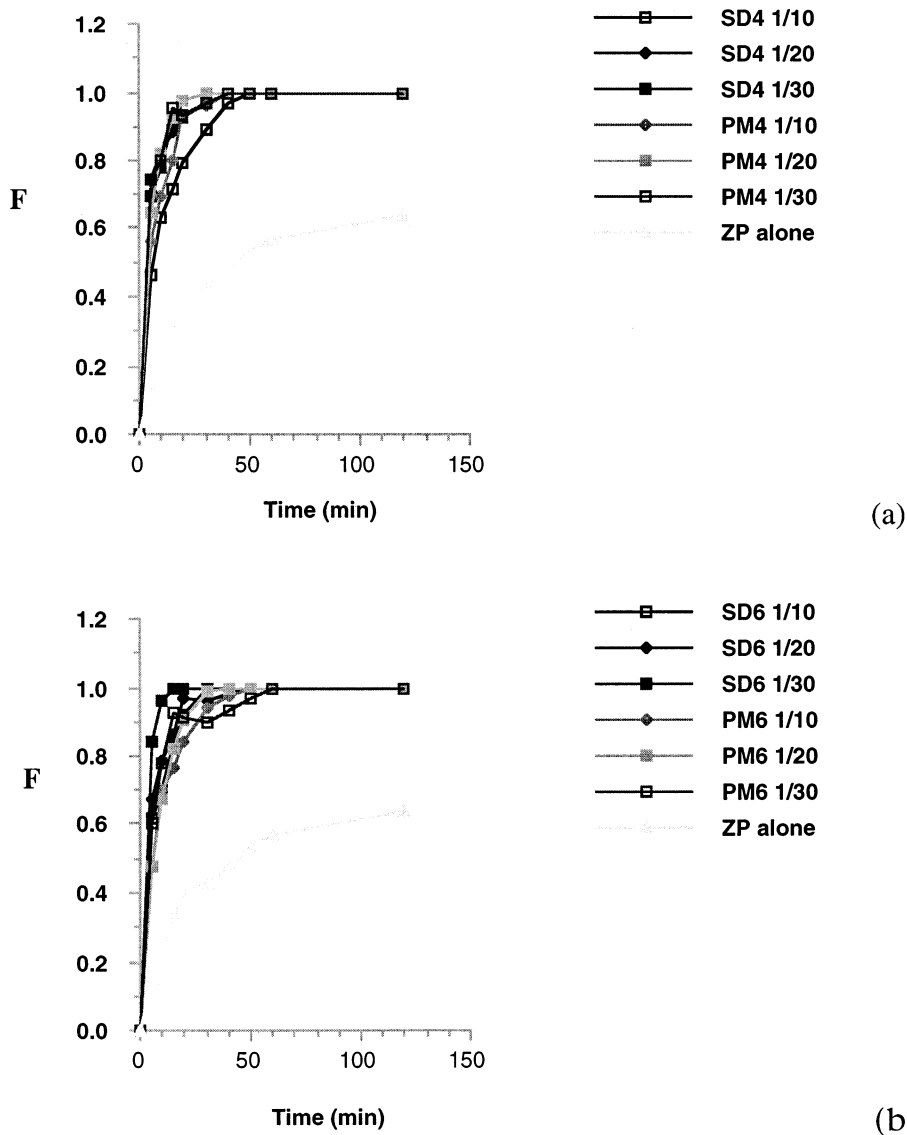 1.2
1.0
0.8
0.6
0.4
0.2
0.0
F
0
50
100
150
Time (min)
SD4 1/10
SD4 1/20
SD4 1/30
PM4 1/10
PM4 1/20
PM4 1/30
ZP alone
(a)
1.2
1.0
0.8
0.6
0.4
0.2
0.0
F
0
50
100
150
Time (min)
SD6 1/10
SD6 1/20
SD6 1/30
PM6 1/10
PM6 1/20
PM6 1/30
ZP alone
(b